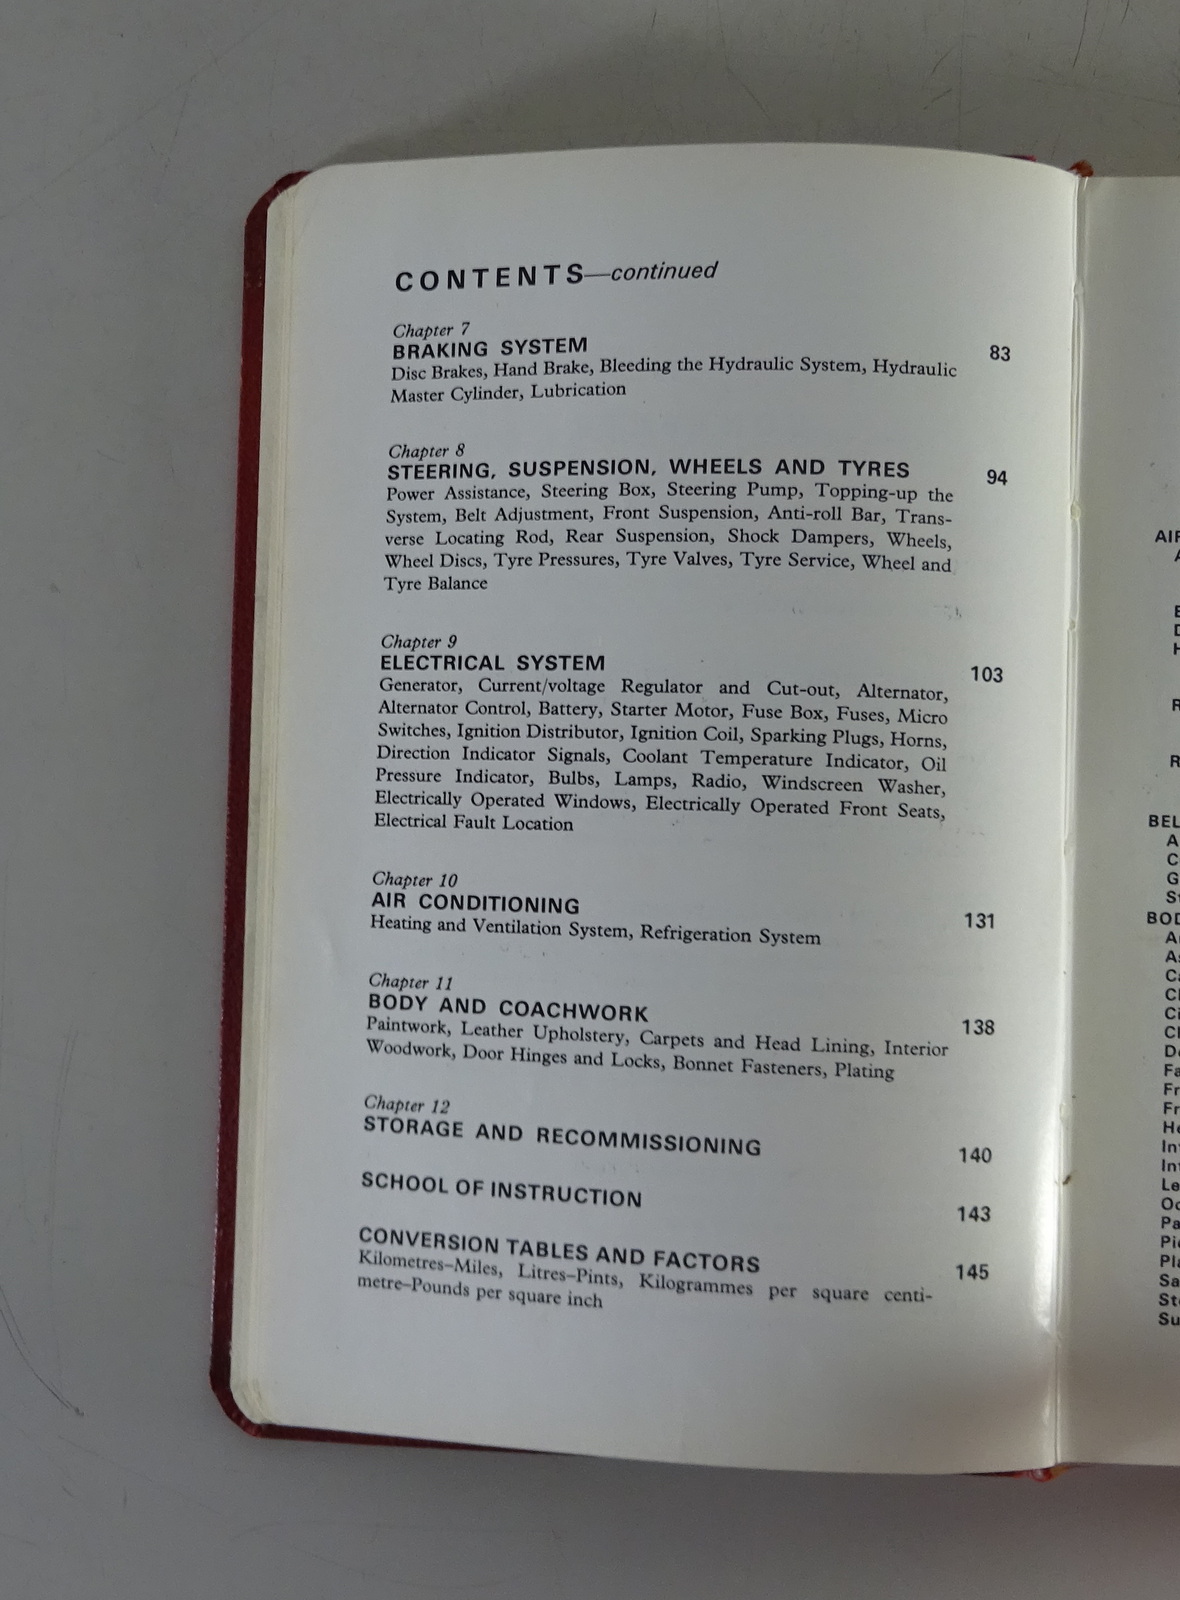 CONTENTS—continued
Chapter 7
BRAKING SYSTEM 83
Disc Brakes, Hand Brake, Bleeding the Hydraulic System, Hydraulic
Master Cylinder, Lubrication
Chapter 8
STEERING, SUSPENSION, WHEELS AND TYRES 94
Power Assistance, Steering Box, Steering Pump, Topping-up the
System, Belt Adjustment, Front Suspension, Anti-roll Bar, Trans-
verse Locating Rod, Rear Suspension, Shock Dampers, Wheels,
Wheel Discs, Tyre Pressures, Tyre Valves, Tyre Service, Wheel and
Tyre Balance
Chapter 9
ELECTRICAL SYSTEM 103
Generator, Current/voltage Regulator and Cut-out, Alternator,
Alternator Control, Battery, Starter Motor, Fuse Box, Fuses, Micro
Switches, Ignition Distributor, Ignition Coil, Sparking Plugs, Horns,
Direction Indicator Signals, Coolant Temperature Indicator, Oil
Pressure Indicator, Bulbs, Lamps, Radio, Windscreen Washer,
Electrically Operated Windows, Electrically Operated Front Seats,
Electrical Fault Location
Chapter 10
AIR CONDITIONING 131
Heating and Ventilation System, Refrigeration System
Chapter 11
BODY AND COACHWORK 138
Paintwork, Leather Upholstery, Carpets and Head Lining, Interior
Woodwork, Door Hinges and Locks, Bonnet Fasteners, Plating
Chapter 12
STORAGE AND RECOMMISSIONING 140
SCHOOL OF INSTRUCTION 143
CONVERSION TABLES AND FACTORS 145
Kilometres–Miles, Litres–Pints, Kilogrammes per square centi-
metre–Pounds per square inch